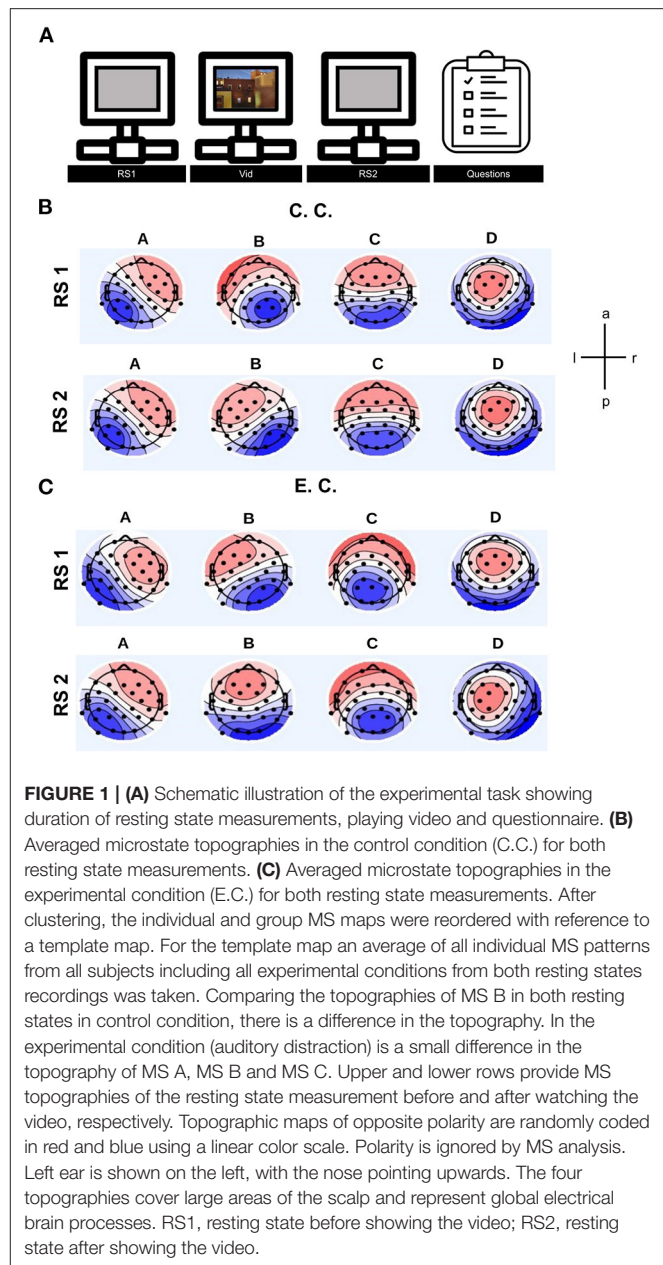 A
RS1 Vid RS2 Questions
B
C. C.
A B C D
RS 1
a
l r
p
A B C D
RS 2
C
E. C.
A B C D
RS 1
A B C D
RS 2
FIGURE 1 | (A) Schematic illustration of the experimental task showing
duration of resting state measurements, playing video and questionnaire. (B)
Averaged microstate topographies in the control condition (C.C.) for both
resting state measurements. (C) Averaged microstate topographies in the
experimental condition (E.C.) for both resting state measurements. After
clustering, the individual and group MS maps were reordered with reference to
a template map. For the template map an average of all individual MS patterns
from all subjects including all experimental conditions from both resting states
recordings was taken. Comparing the topographies of MS B in both resting
states in control condition, there is a difference in the topography. In the
experimental condition (auditory distraction) is a small difference in the
topography of MS A, MS B and MS C. Upper and lower rows provide MS
topographies of the resting state measurement before and after watching the
video, respectively. Topographic maps of opposite polarity are randomly coded
in red and blue using a linear color scale. Polarity is ignored by MS analysis.
Left ear is shown on the left, with the nose pointing upwards. The four
topographies cover large areas of the scalp and represent global electrical
brain processes. RS1, resting state before showing the video; RS2, resting
state after showing the video.